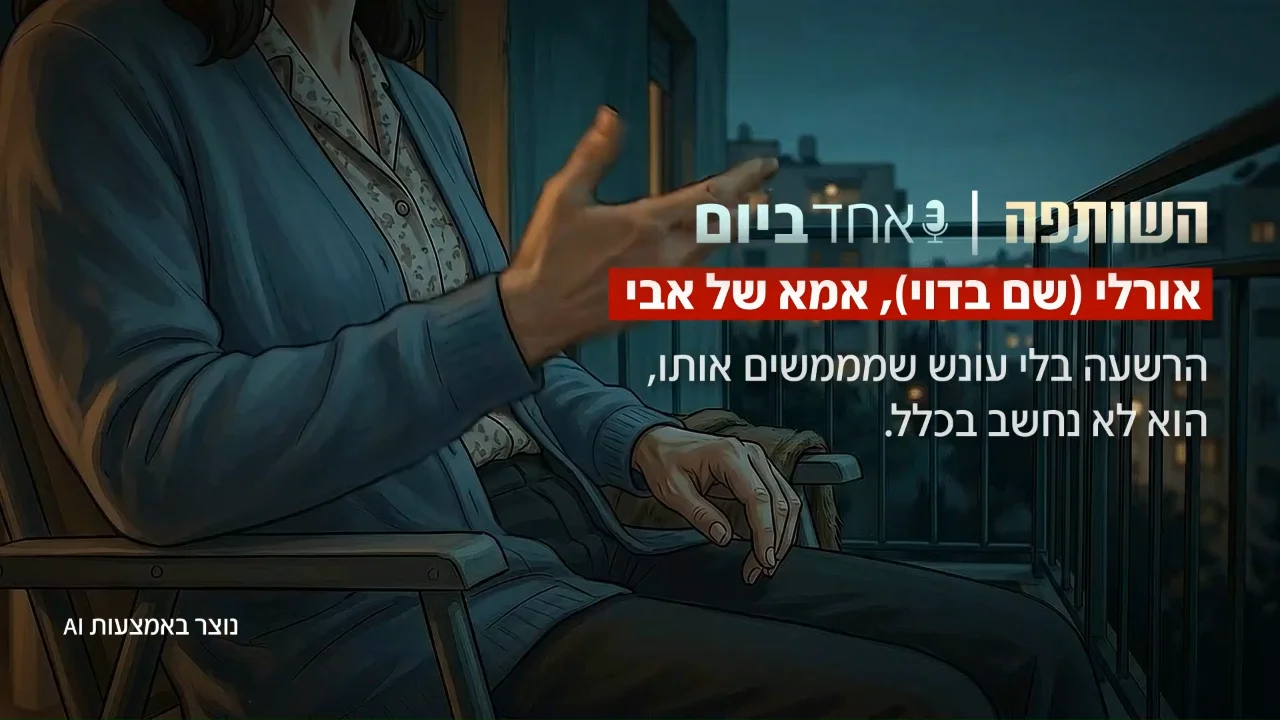 השותפה | אחד ביום
אורלי (שם בדוי), אמא של אבי
הרשעה בלי עונש שמממשים אותו,
הוא לא נחשב בכלל.
נוצר באמצעות AI